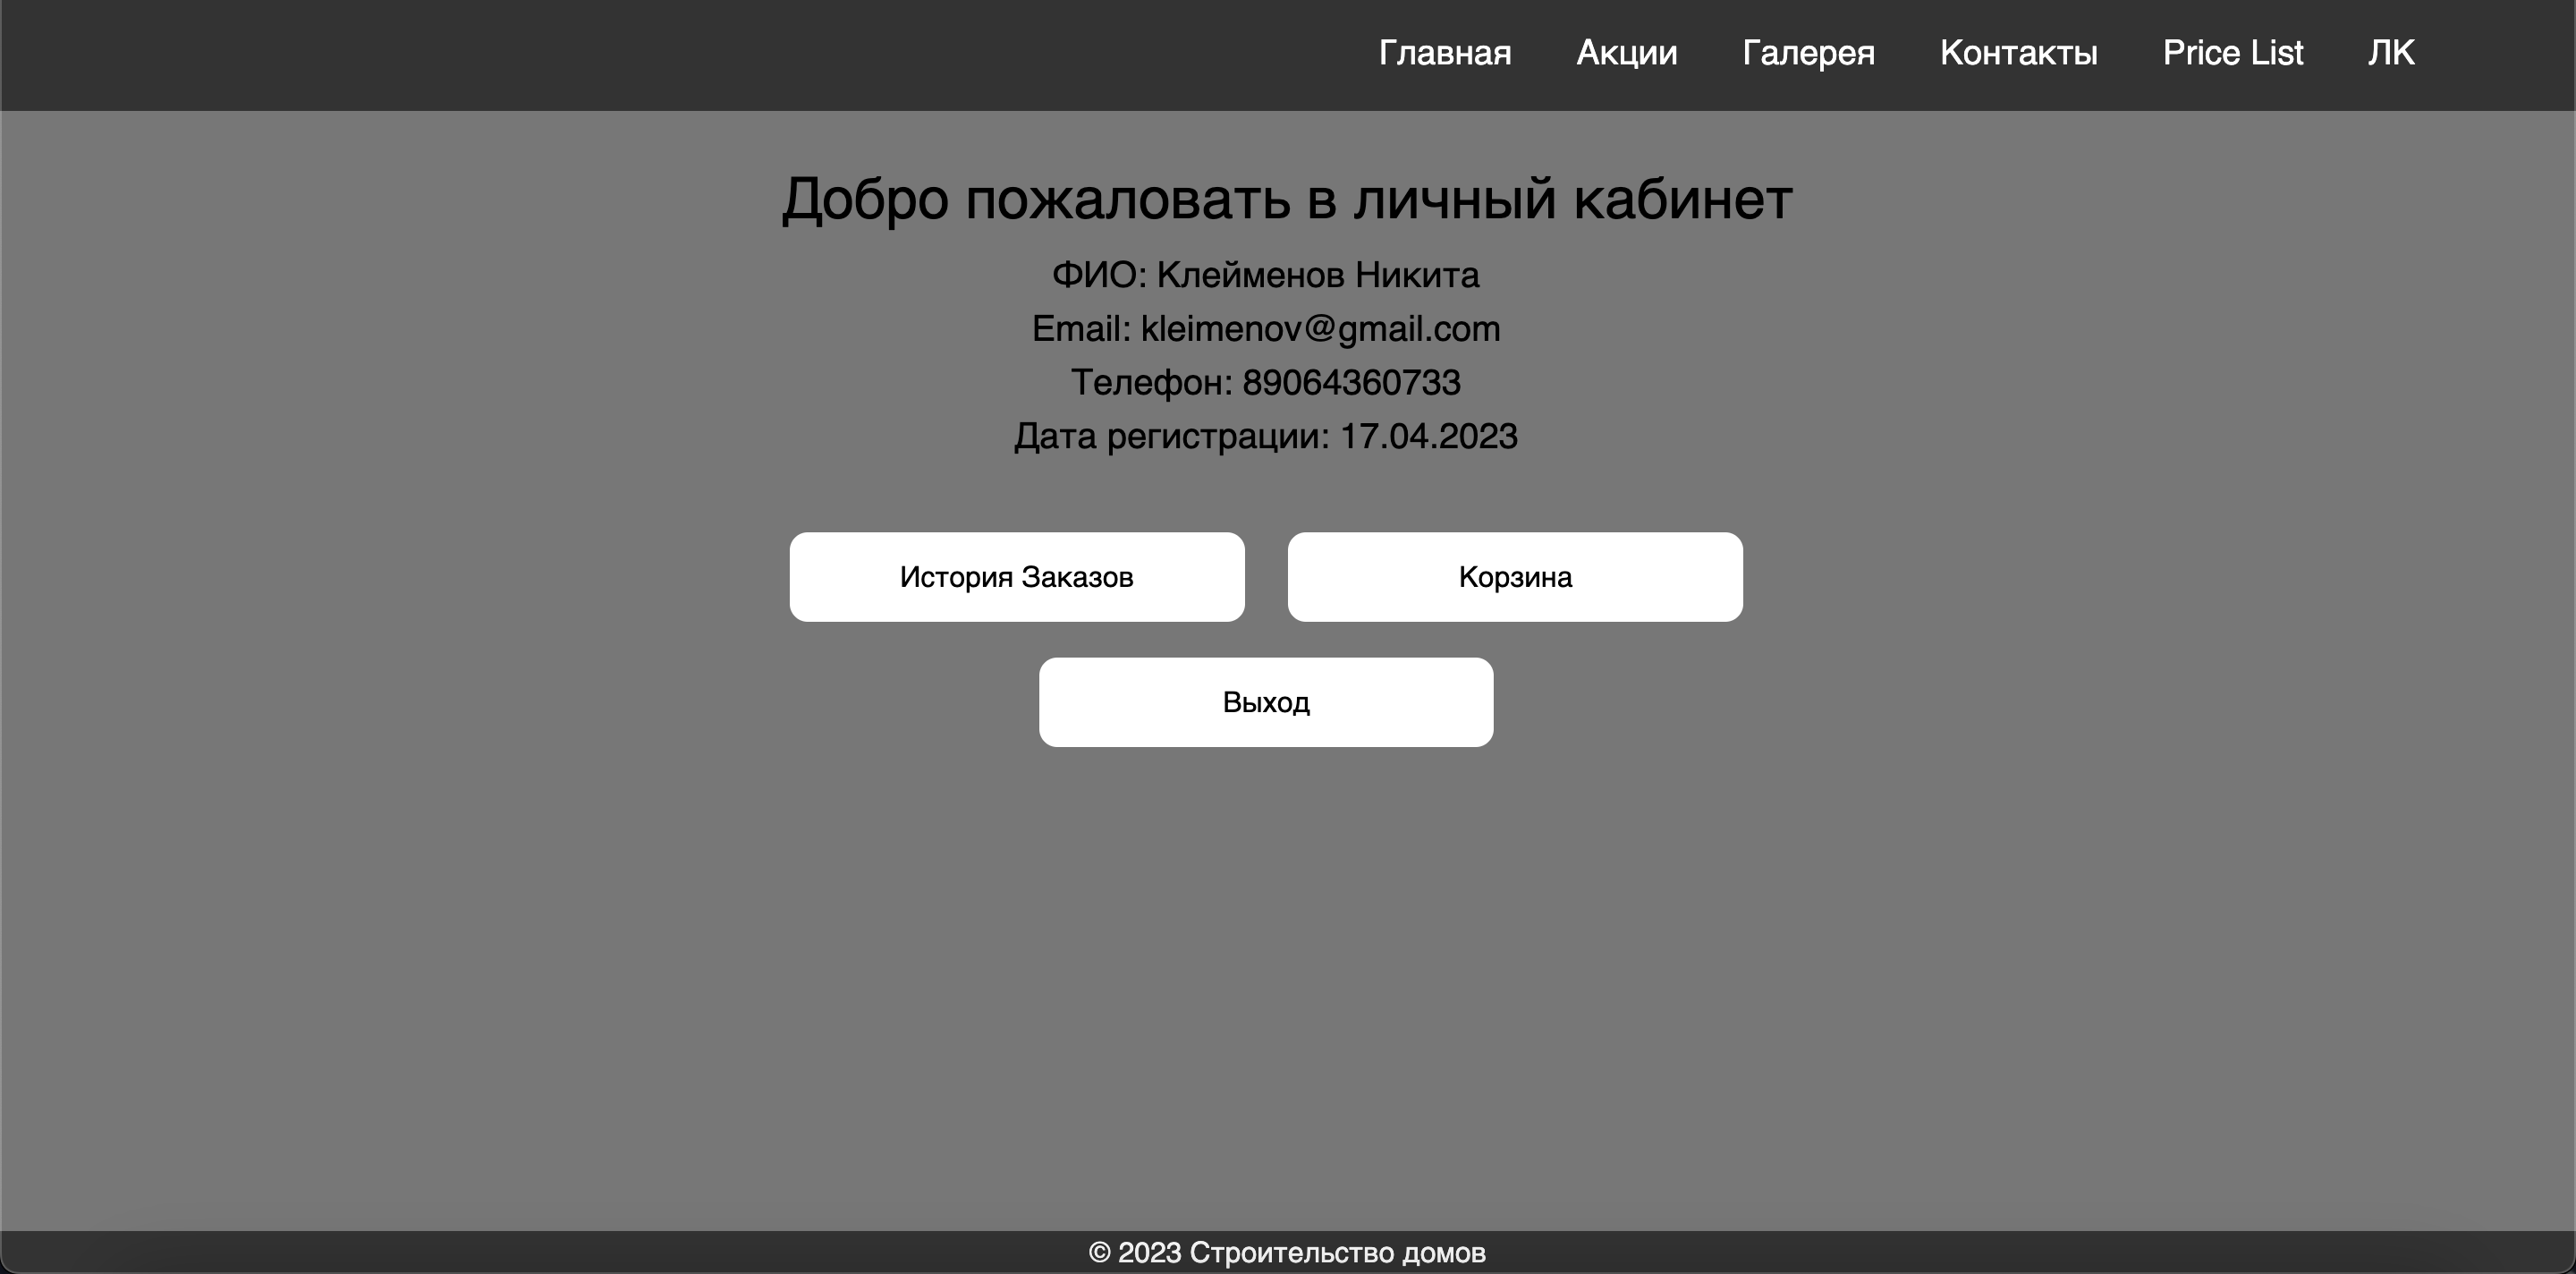 Главная Акции Галерея Контакты Price List ЛК
Добро пожаловать в личный кабинет
ФИО: Клейменов Никита
Email: kleimenov@gmail.com
Телефон: 89064360733
Дата регистрации: 17.04.2023
История Заказов Корзина
Выход
© 2023 Строительство домов